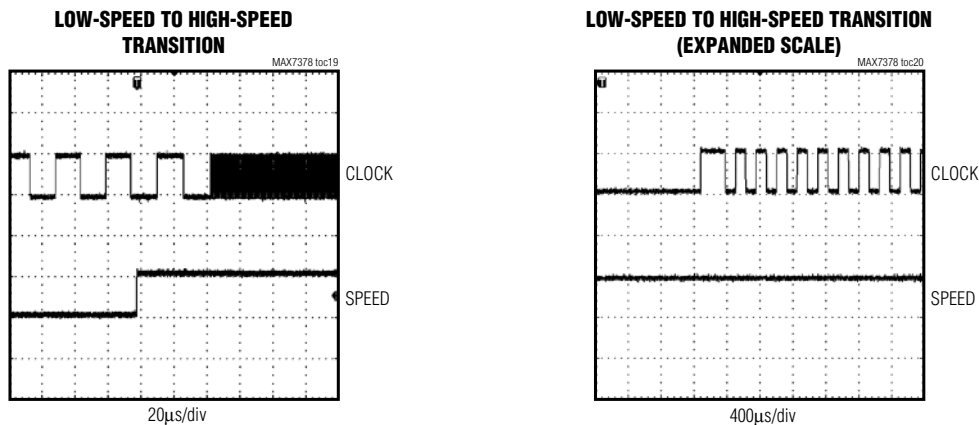 LOW-SPEED TO HIGH-SPEED
TRANSITION
MAX7378 toc19
CLOCK
SPEED
20μs/div
LOW-SPEED TO HIGH-SPEED TRANSITION
(EXPANDED SCALE)
MAX7378 toc20
CLOCK
SPEED
400μs/div